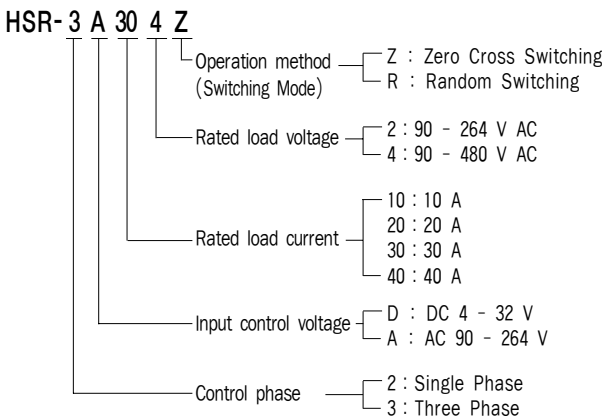 HSR- 3 A 30 4 Z
Operation method
(Switching Mode)
Z : Zero Cross Switching
R : Random Switching
Rated load voltage
2 : 90 - 264 V AC
4 : 90 - 480 V AC
Rated load current
10 : 10 A
20 : 20 A
30 : 30 A
40 : 40 A
Input control voltage
D : DC 4 - 32 V
A : AC 90 - 264 V
Control phase
2 : Single Phase
3 : Three Phase